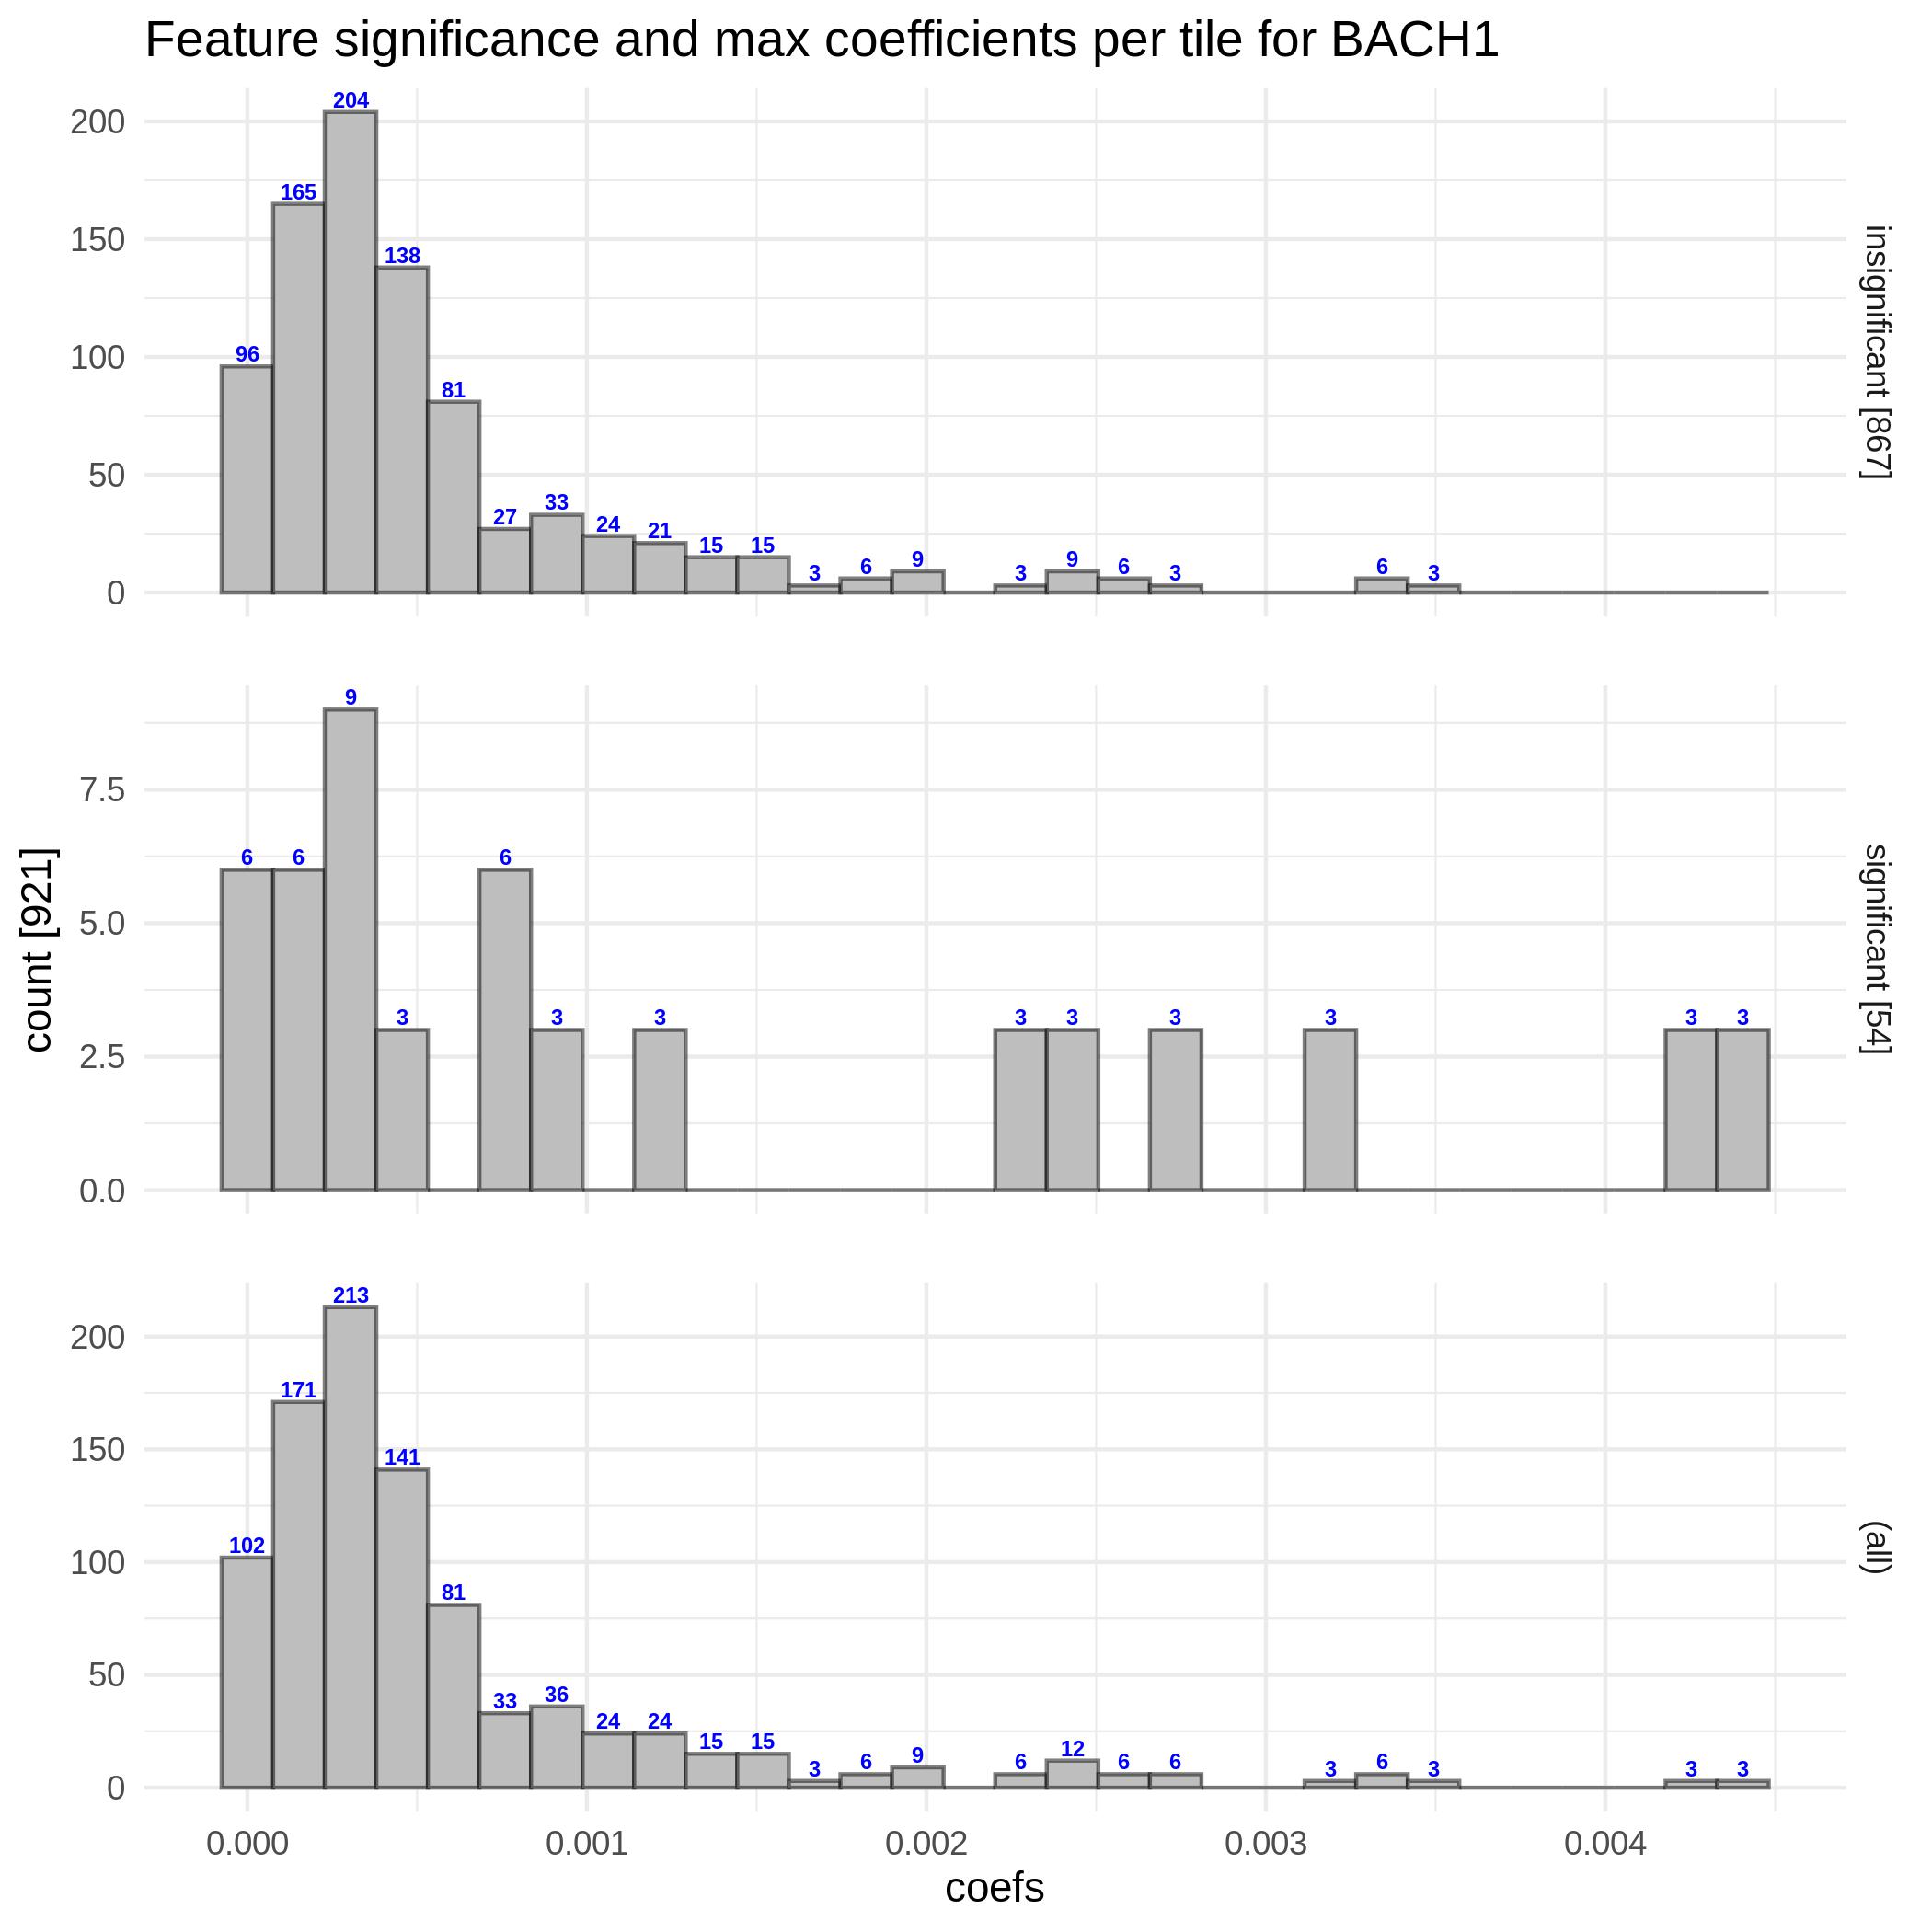 Feature significance and max coefficients per tile for BACH1
204
200
165
150
138
96
100
81
50
27 33 24 21 15 15 3 6 9 3 9 6 3 6 3
0
insignificant [867]
9
7.5
6 6 6
5.0
3 3 3 3 3 3 3 3 3
2.5
0.0
significant [54]
count [921]
213
200
171
150
141
102
100
81
50
33 36 24 24 15 15 3 6 9 6 12 6 6 3 6 3 3 3
0
(all)
0.000 0.001 0.002 0.003 0.004
coefs